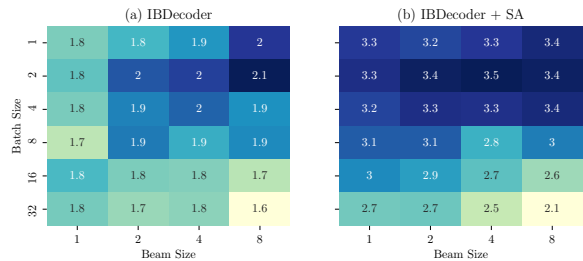 (a) IBDecoder
(b) IBDecoder + SA
Batch Size
1 1.8 1.8 1.9 2 3.3 3.2 3.3 3.4
2 1.8 2 2 2.1 3.3 3.4 3.5 3.4
4 1.8 1.9 2 1.9 3.2 3.3 3.3 3.4
8 1.7 1.9 1.9 1.9 3.1 3.1 2.8 3
16 1.8 1.8 1.8 1.7 3 2.9 2.7 2.6
32 1.8 1.7 1.8 1.6 2.7 2.7 2.5 2.1
1 2 4 8 1 2 4 8
Beam Size
Beam Size